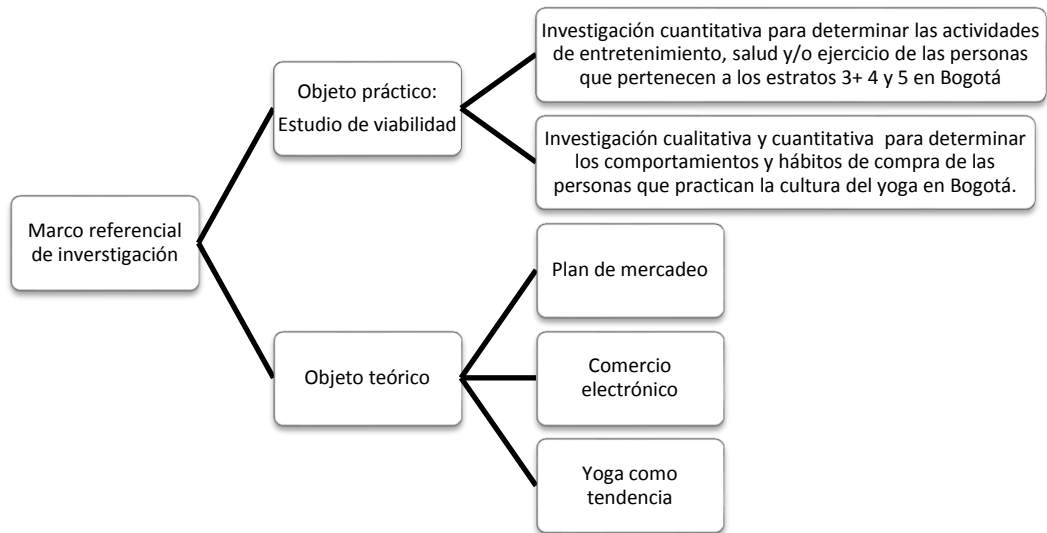 Marco referencial
de inverstigación
Objeto práctico:
Estudio de viabilidad
Investigación cuantitativa para determinar las actividades
de entretenimiento, salud y/o ejercicio de las personas
que pertenecen a los estratos 3+ 4 y 5 en Bogotá
Investigación cualitativa y cuantitativa para determinar
los comportamientos y hábitos de compra de las
personas que practican la cultura del yoga en Bogotá.
Objeto teórico
Plan de mercadeo
Comercio
electrónico
Yoga como
tendencia